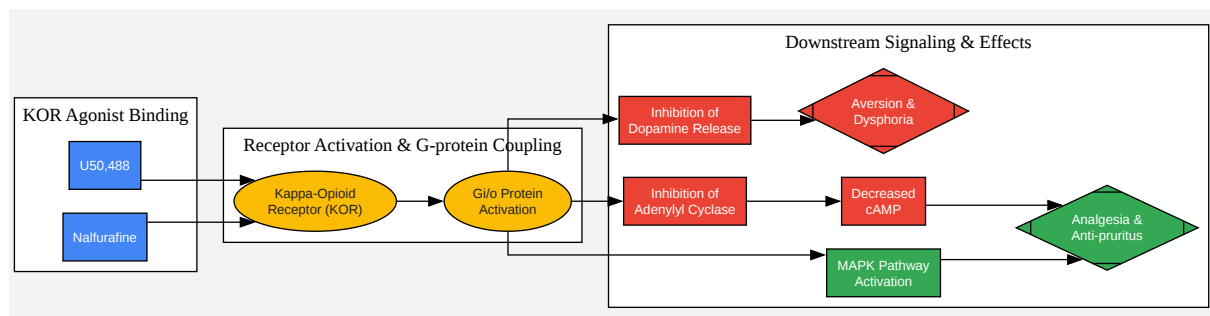 Downstream Signaling & Effects
KOR Agonist Binding
U50,488
Nalfurafine
Receptor Activation & G-protein Coupling
Kappa-Opioid
Receptor (KOR)
Gi/o Protein
Activation
Inhibition of
Dopamine Release
Aversion &
Dysphoria
Inhibition of
Adenylyl Cyclase
Decreased
cAMP
MAPK Pathway
Activation
Analgesia &
Anti-pruritus